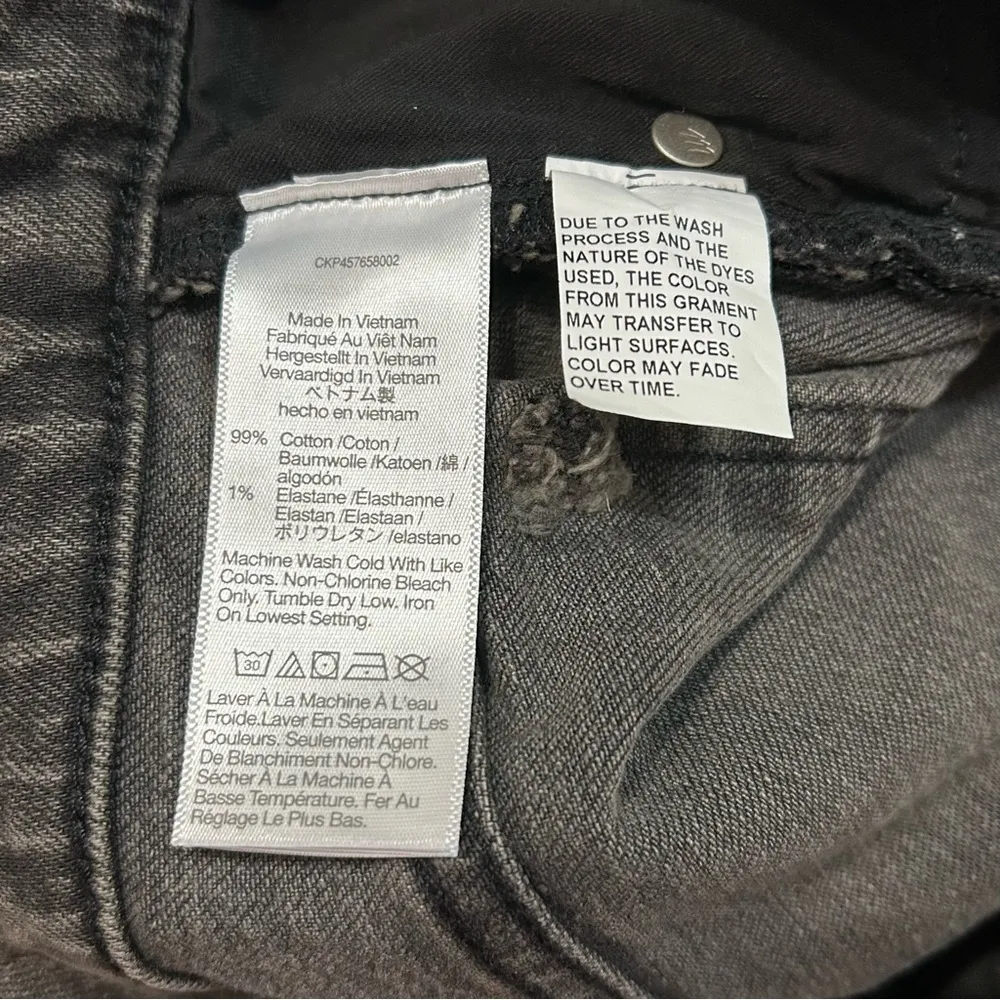 CKP457658002
Made In Vietnam
Fabriqué Au Viêt Nam
Hergestellt In Vietnam
Vervaardigd In Vietnam
ベトナム製
hecho en vietnam
99% Cotton /Coton /
Baumwolle /Katoen /綿 /
algodón
1% Elastane /Élasthanne /
Elastan /Elastaan /
ポリウレタン /elastano
Machine Wash Cold With Like
Colors. Non-Chlorine Bleach
Only. Tumble Dry Low. Iron
On Lowest Setting.
30
Laver À La Machine À L'eau
Froide.Laver En Séparant Les
Couleurs. Seulement Agent
De Blanchiment Non-Chlore.
Sécher À La Machine À
Basse Température. Fer Au
Réglage Le Plus Bas.
DUE TO THE WASH
PROCESS AND THE
NATURE OF THE DYES
USED, THE COLOR
FROM THIS GRAMENT
MAY TRANSFER TO
LIGHT SURFACES.
COLOR MAY FADE
OVER TIME.